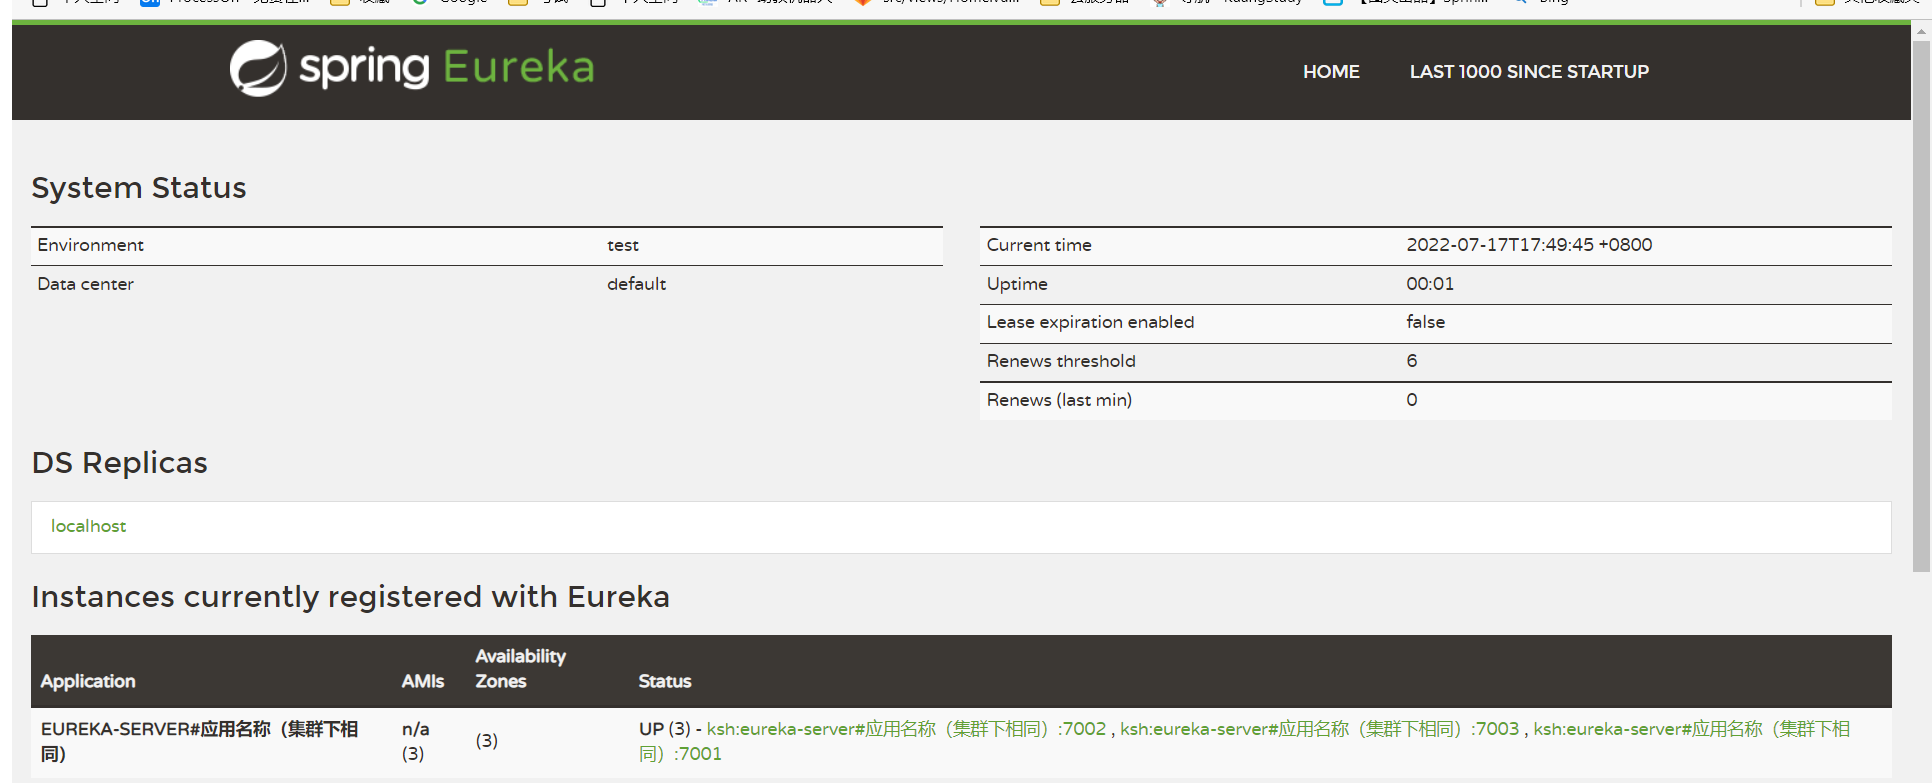 spring Eureka
HOME LAST 1000 SINCE STARTUP
System Status
Environment test
Data center default
Current time 2022-07-17T17:49:45 +0800
Uptime 00:01
Lease expiration enabled false
Renews threshold 6
Renews (last min) 0
DS Replicas
localhost
Instances currently registered with Eureka
Application AMIs Availability Zones Status
EUREKA-SERVER#应用名称（集群下相
同）
n/a
(3)
(3)
UP (3) - ksh:eureka-server#应用名称（集群下相同）:7002 , ksh:eureka-server#应用名称（集群下相同）:7003 , ksh:eureka-server#应用名称（集群下相
同）:7001